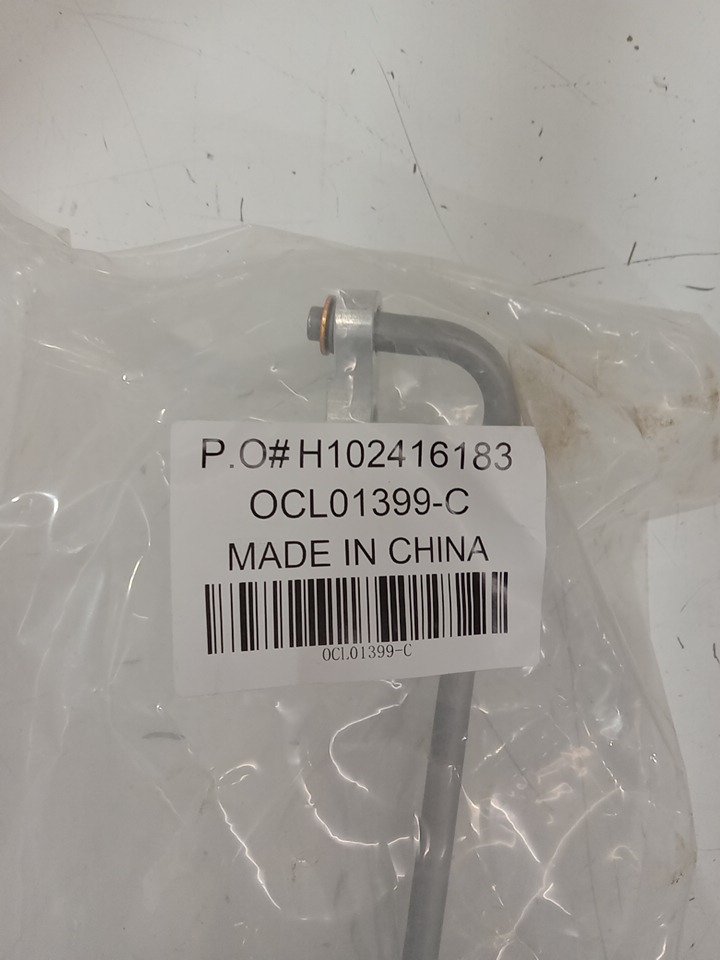 P.O# H102416183
OCL01399-C
MADE IN CHINA
OCL01399-C